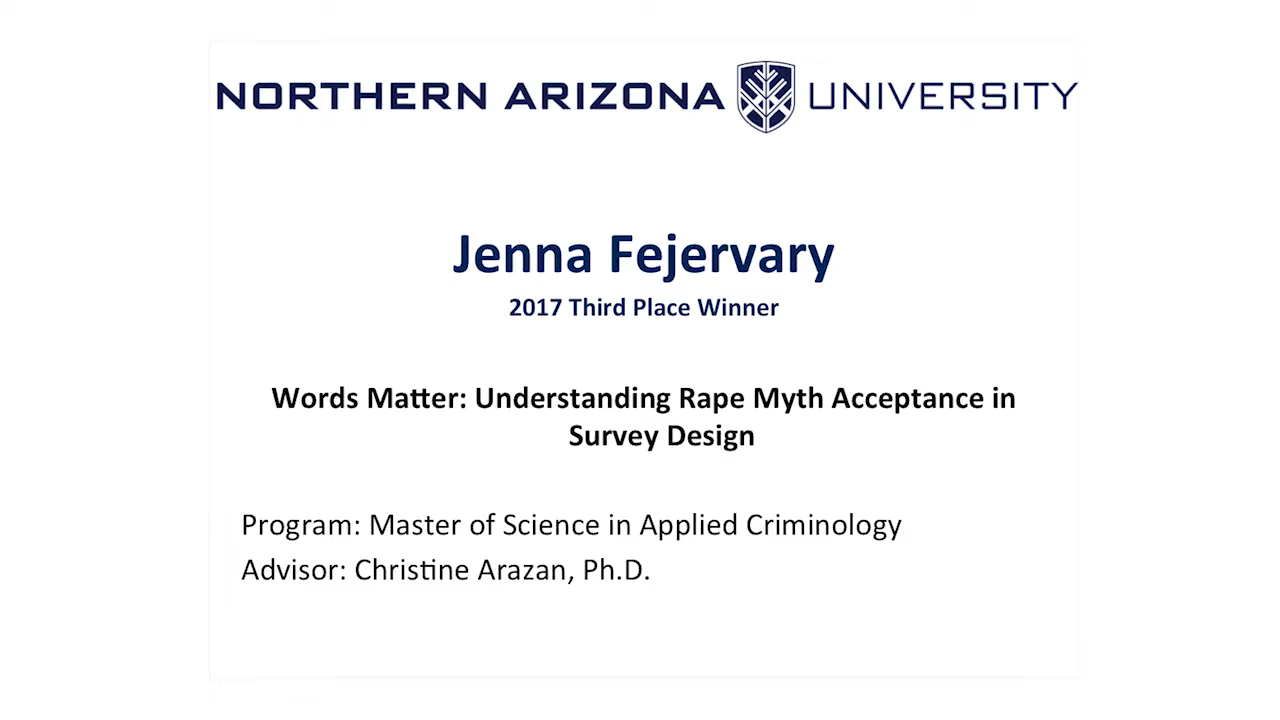 NORTHERN ARIZONA UNIVERSITY
Jenna Fejervary
2017 Third Place Winner
Words Matter: Understanding Rape Myth Acceptance in
Survey Design
Program: Master of Science in Applied Criminology
Advisor: Christine Arazan, Ph.D.